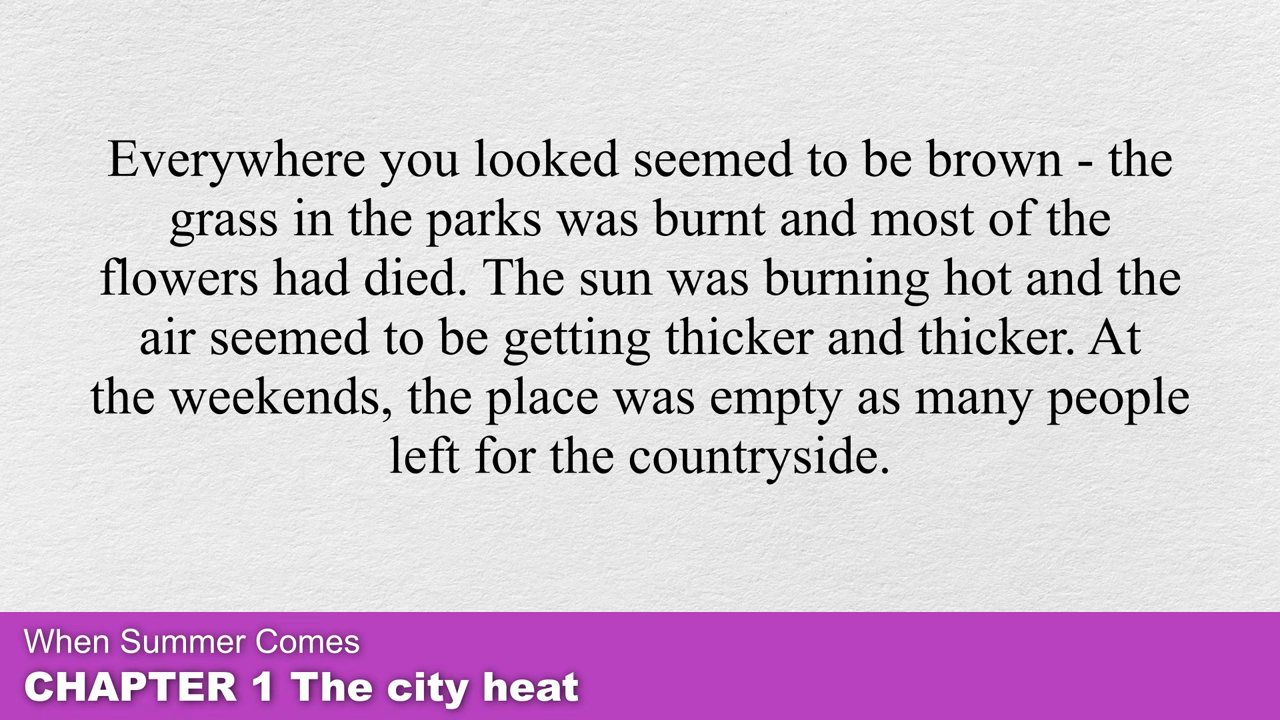 Everywhere you looked seemed to be brown - the
grass in the parks was burnt and most of the
flowers had died. The sun was burning hot and the
air seemed to be getting thicker and thicker. At
the weekends, the place was empty as many people
left for the countryside.
When Summer Comes
CHAPTER 1 The city heat